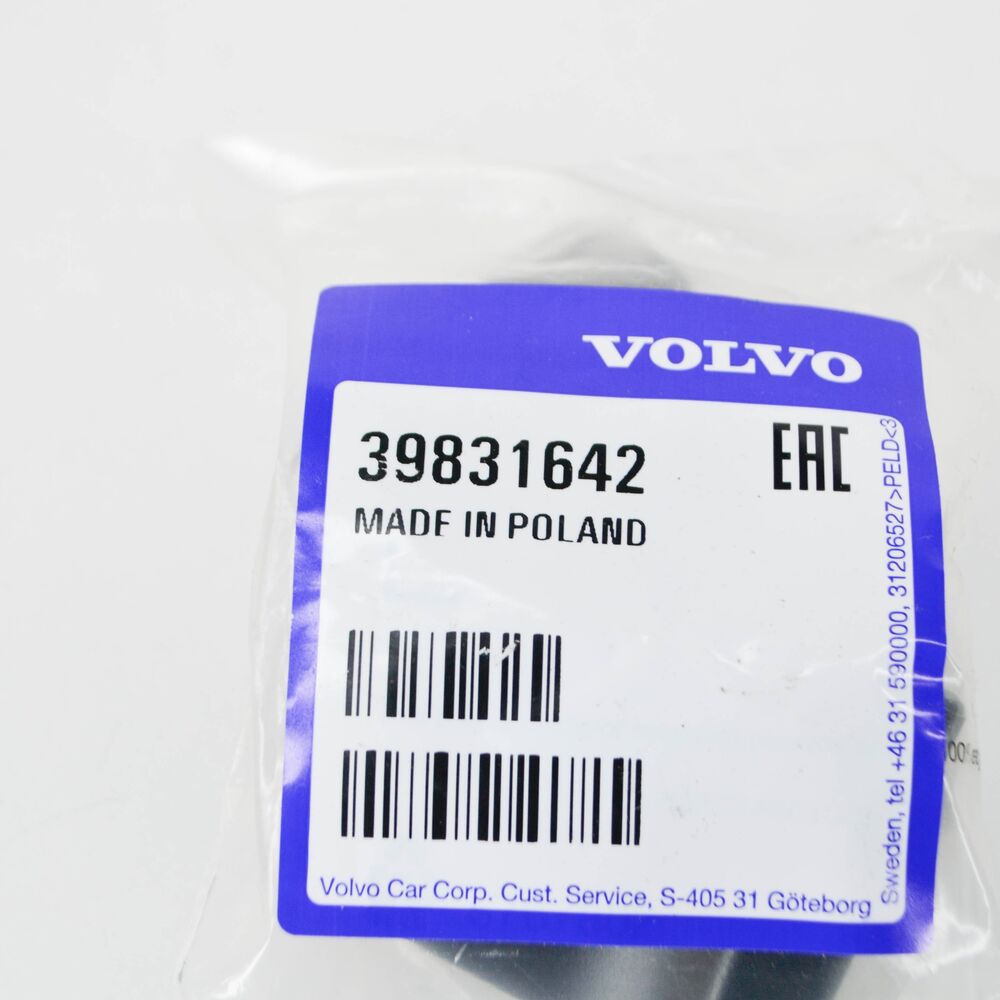 VOLVO
39831642
EAC
MADE IN POLAND
Volvo Car Corp. Cust. Service, S-405 31 Göteborg
Sweden, tel +46 31 590000, 31206527>PELD<3